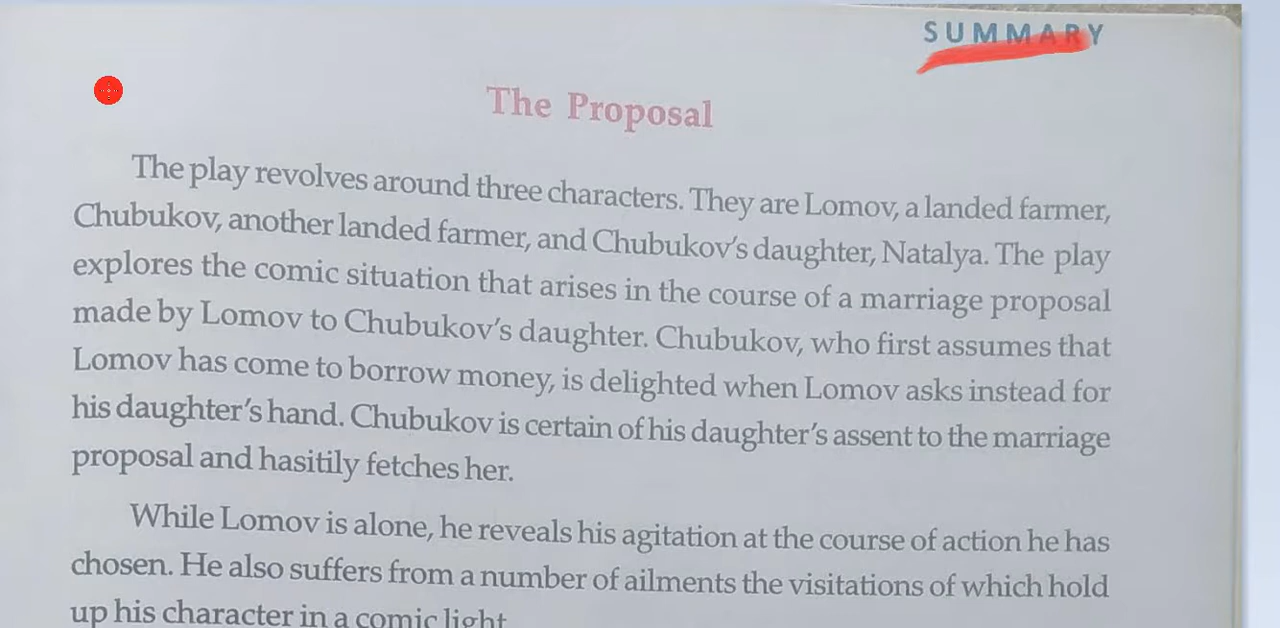 SUMMARY
The Proposal
The play revolves around three characters. They are Lomov, a landed farmer,
Chubukov, another landed farmer, and Chubukov's daughter, Natalya. The play
explores the comic situation that arises in the course of a marriage proposal
made by Lomov to Chubukov's daughter. Chubukov, who first assumes that
Lomov has come to borrow money, is delighted when Lomov asks instead for
his daughter's hand. Chubukov is certain of his daughter's assent to the marriage
proposal and hasitily fetches her.
While Lomov is alone, he reveals his agitation at the course of action he has
chosen. He also suffers from a number of ailments the visitations of which hold
up his character in a comic light